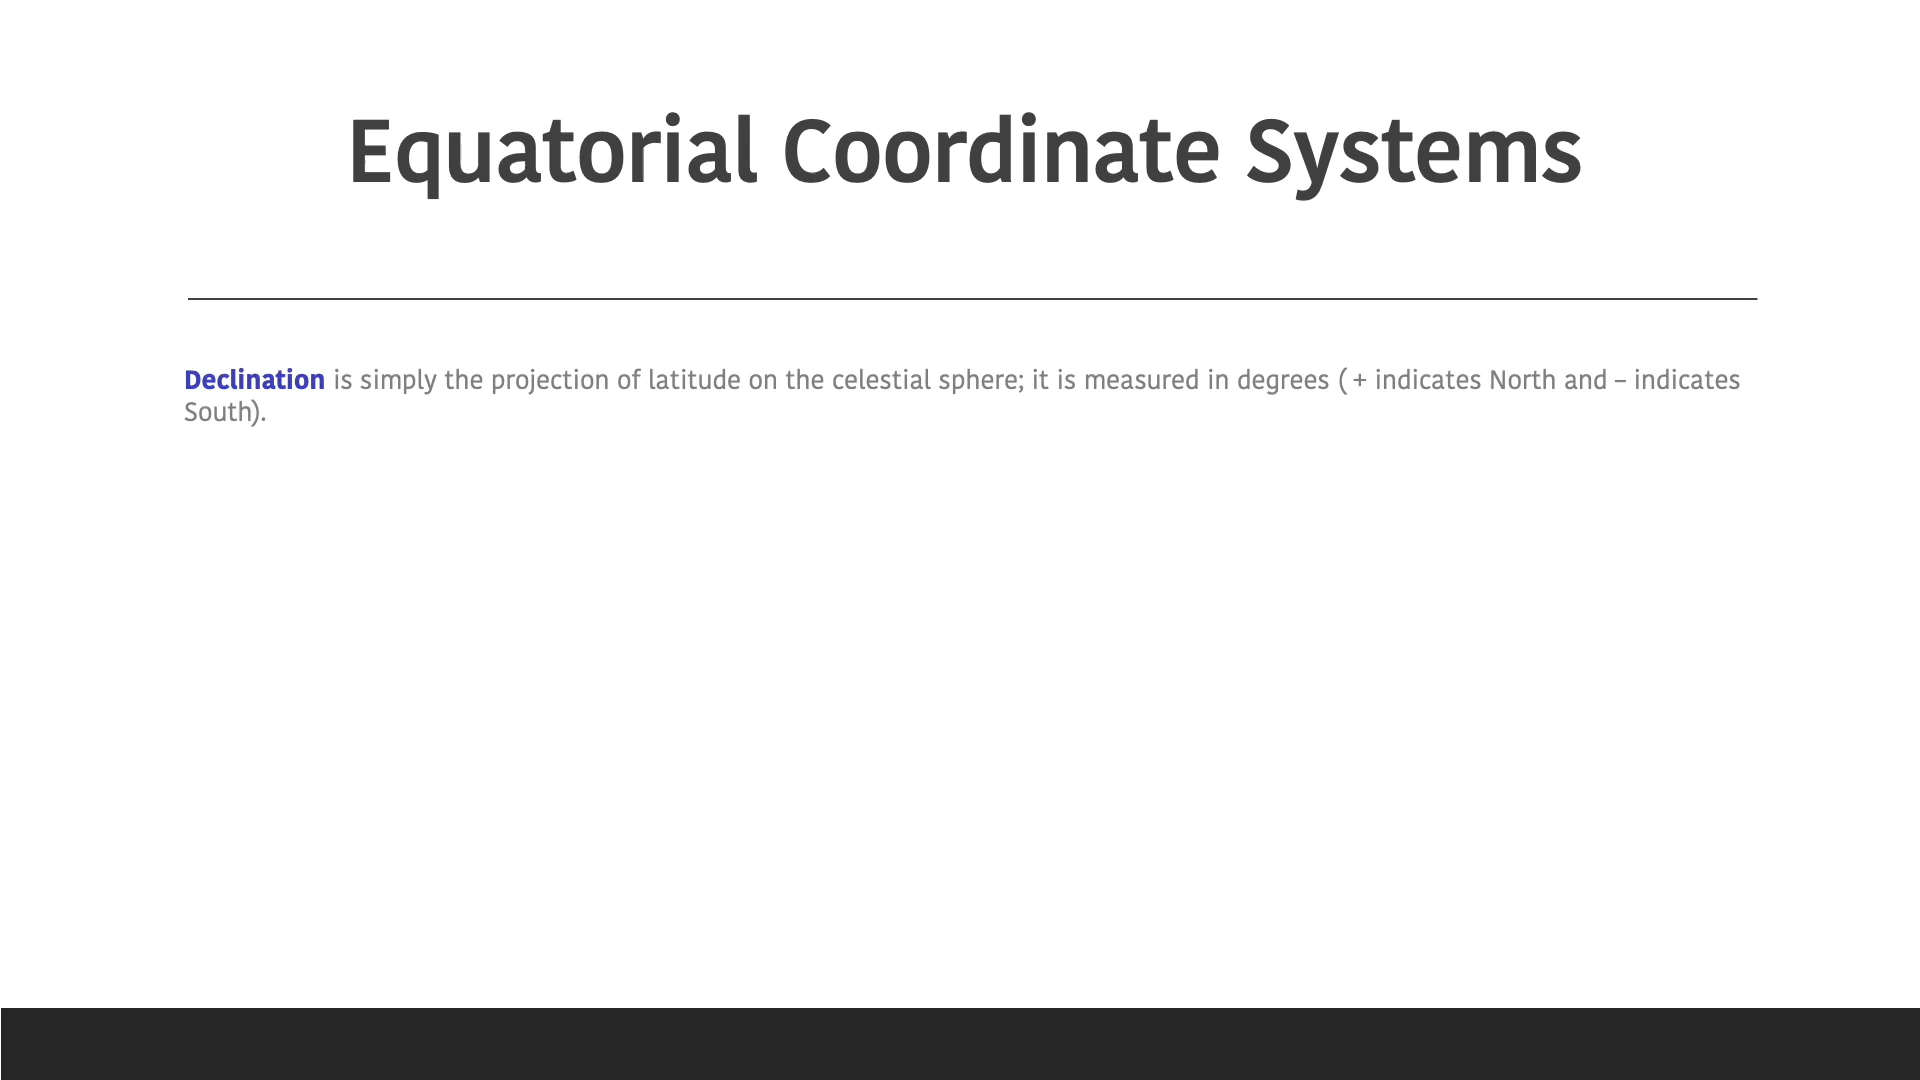 Equatorial Coordinate Systems
Declination is simply the projection of latitude on the celestial sphere; it is measured in degrees ( + indicates North and – indicates
South).